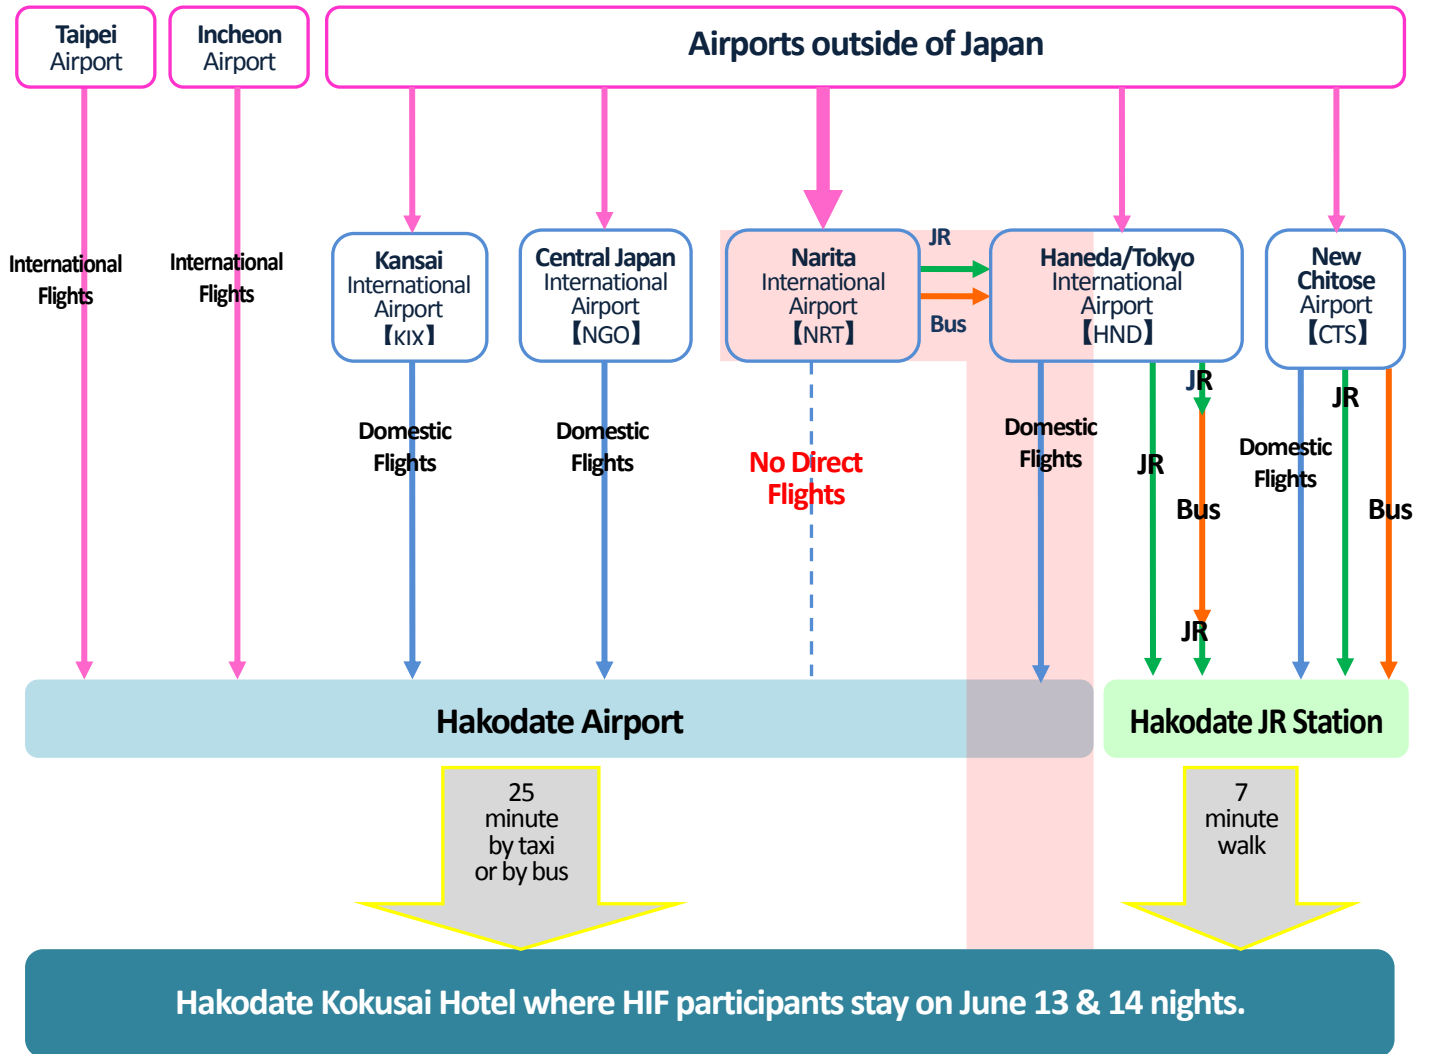 Taipei
Airport
Incheon
Airport
Airports outside of Japan
International
Flights
International
Flights
Kansai
International
Airport
【KIX】
Central Japan
International
Airport
【NGO】
Narita
International
Airport
【NRT】
JR
Bus
Haneda/Tokyo
International
Airport
【HND】
New
Chitose
Airport
【CTS】
Domestic
Flights
Domestic
Flights
No Direct
Flights
Domestic
Flights
JR
JR
Bus
JR
Domestic
Flights
JR
Bus
Hakodate Airport
Hakodate JR Station
25
minute
by taxi
or by bus
7
minute
walk
Hakodate Kokusai Hotel where HIF participants stay on June 13 & 14 nights.